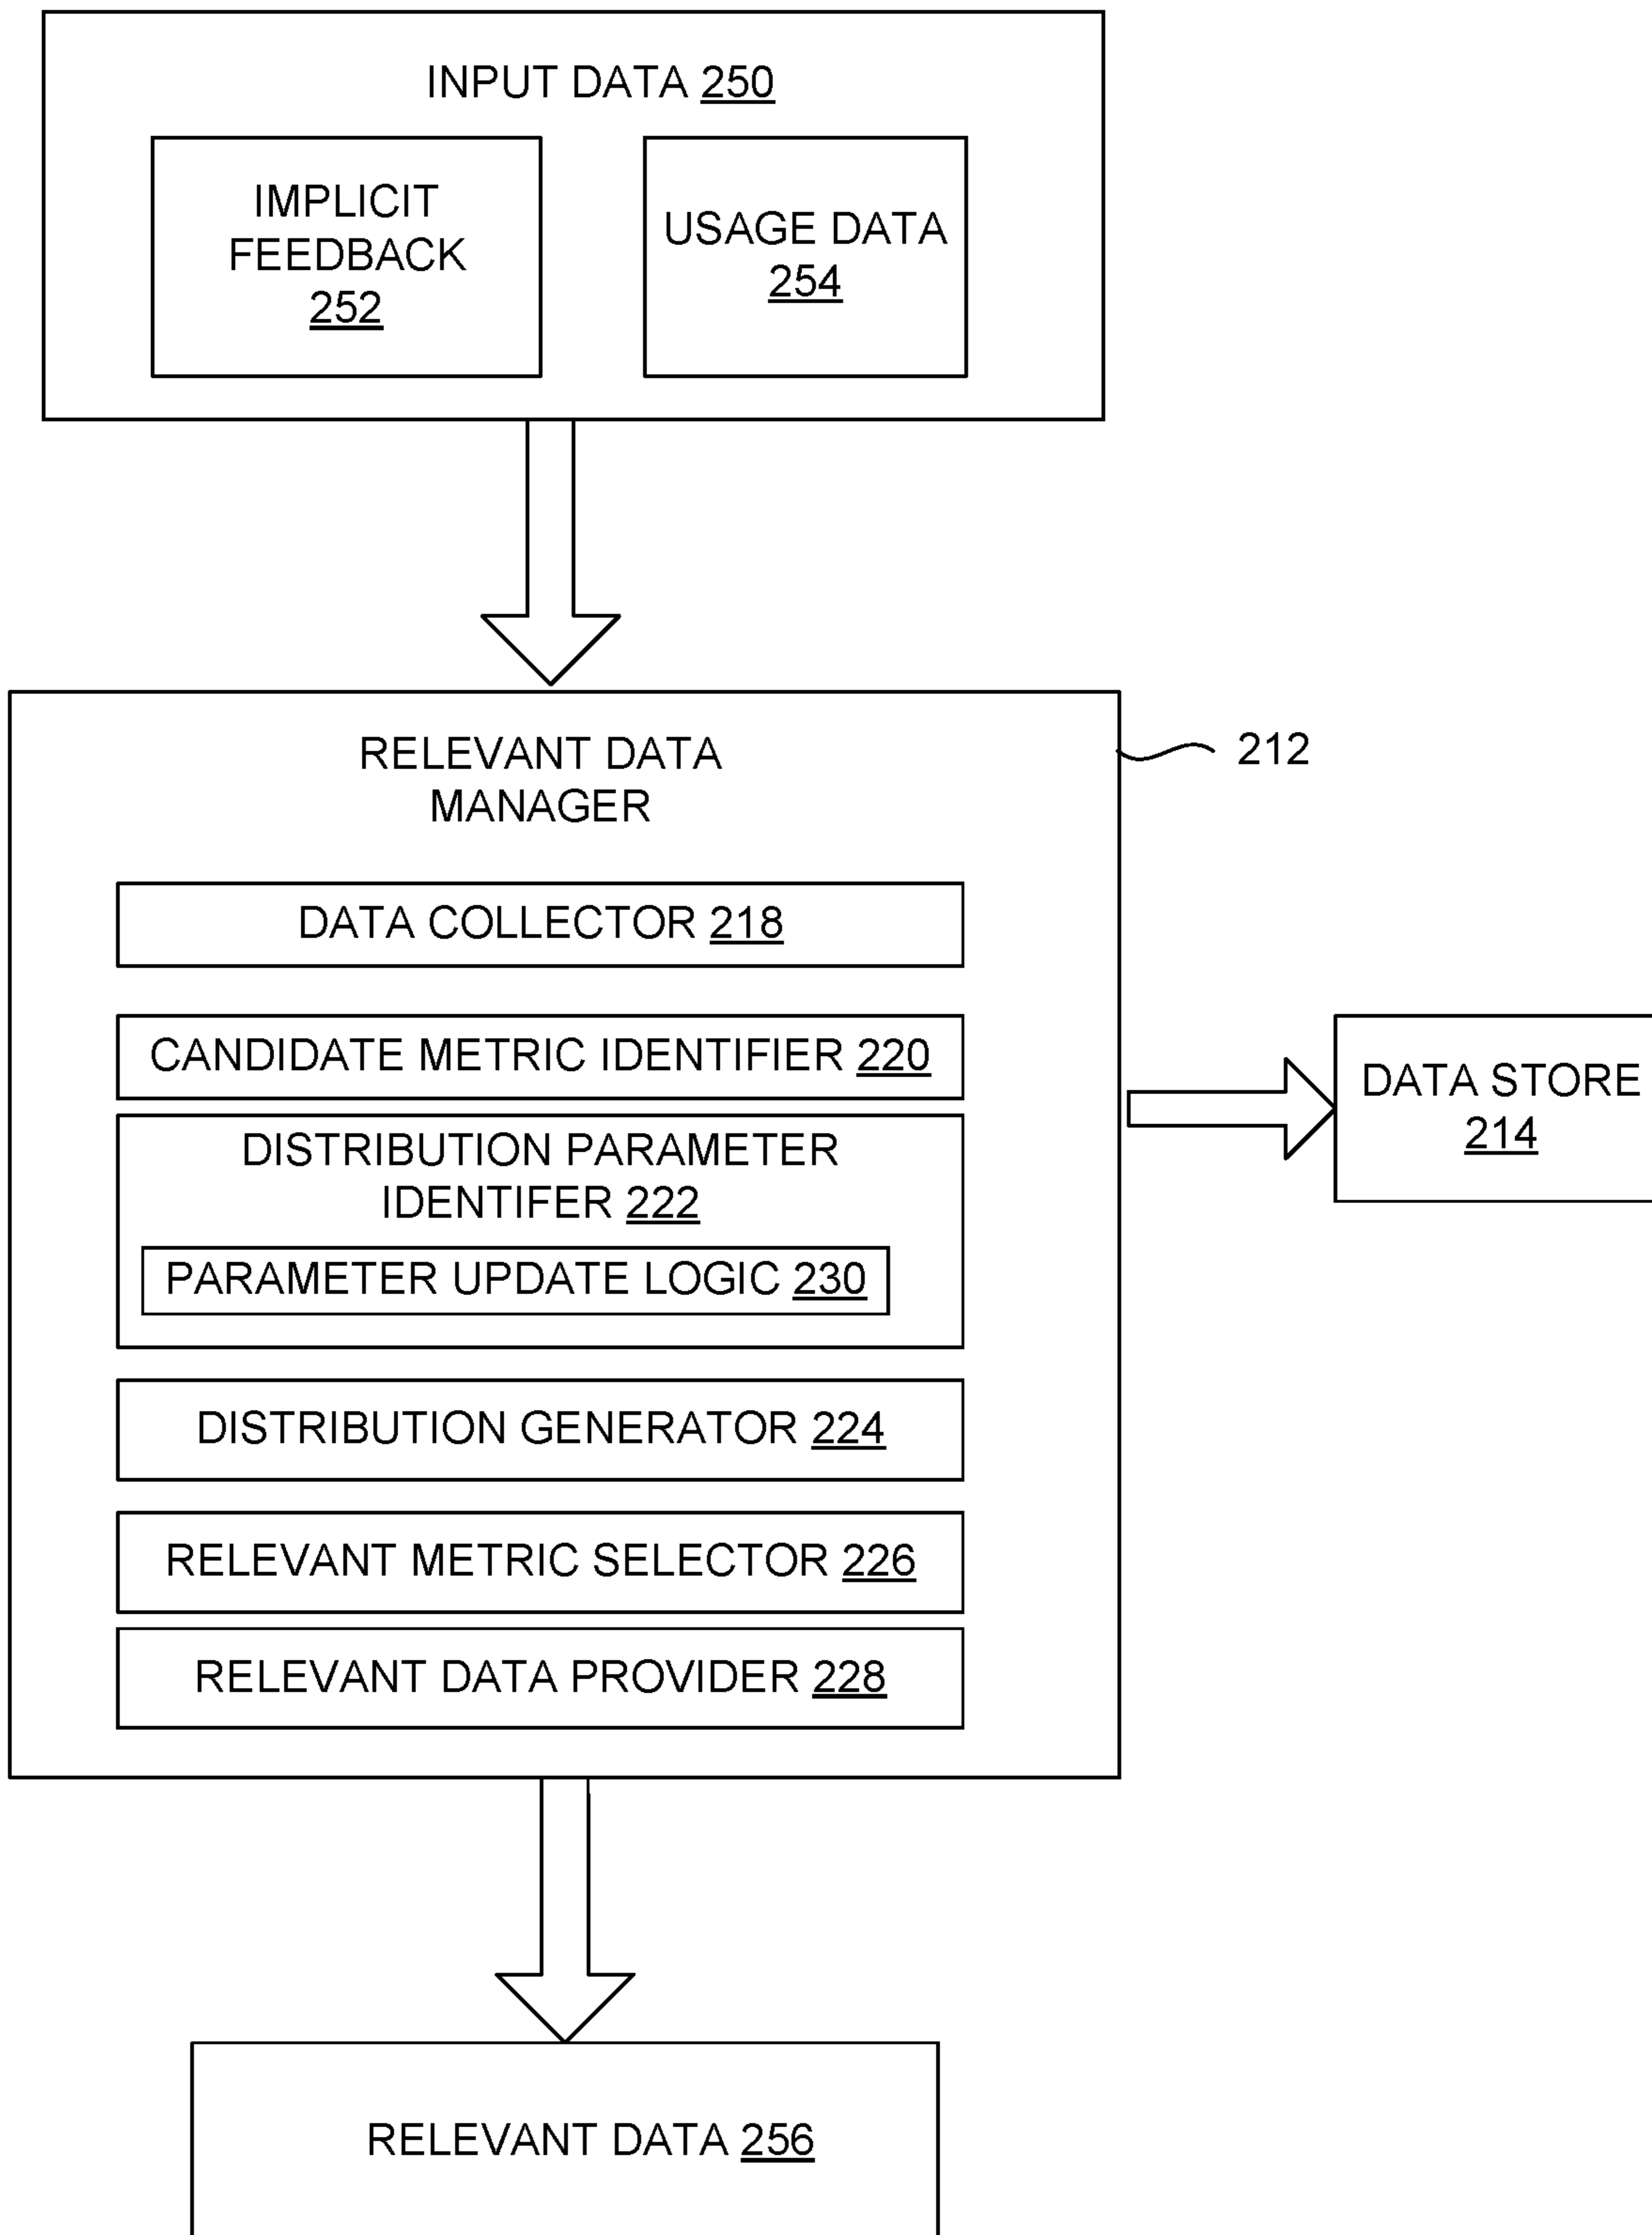 INPUT DATA 250
IMPLICIT
FEEDBACK
252
USAGE DATA
254
RELEVANT DATA
MANAGER
212
DATA COLLECTOR 218
CANDIDATE METRIC IDENTIFIER 220
DISTRIBUTION PARAMETER
IDENTIFER 222
PARAMETER UPDATE LOGIC 230
DISTRIBUTION GENERATOR 224
RELEVANT METRIC SELECTOR 226
RELEVANT DATA PROVIDER 228
DATA STORE
214
RELEVANT DATA 256